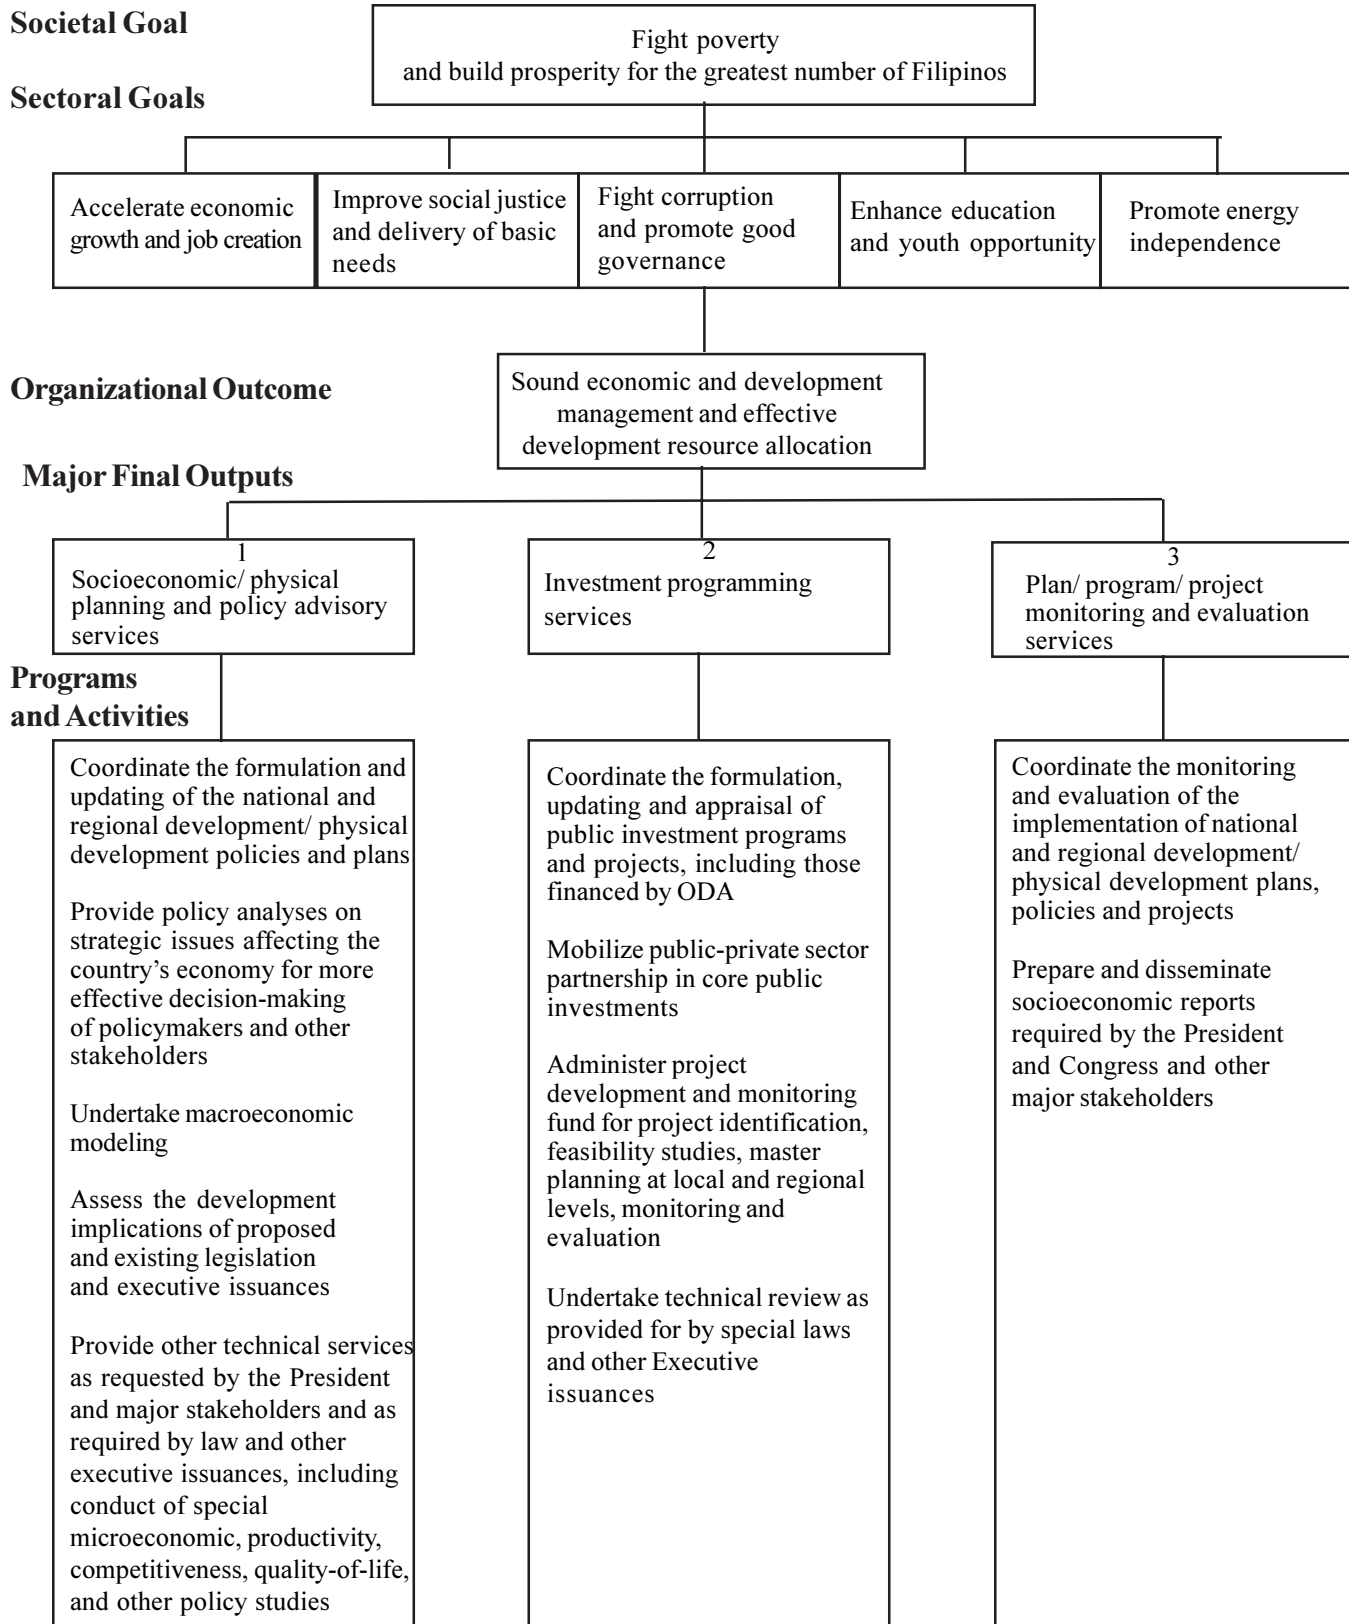 Societal Goal
Fight poverty
and build prosperity for the greatest number of Filipinos
Sectoral Goals
Accelerate economic
growth and job creation
Improve social justice
and delivery of basic
needs
Fight corruption
and promote good
governance
Enhance education
and youth opportunity
Promote energy
independence
Organizational Outcome
Sound economic and development
management and effective
development resource allocation
Major Final Outputs
1
Socioeconomic/ physical
planning and policy advisory
services
2
Investment programming
services
3
Plan/ program/ project
monitoring and evaluation
services
Programs
and Activities
Coordinate the formulation and
updating of the national and
regional development/ physical
development policies and plans
Provide policy analyses on
strategic issues affecting the
country’s economy for more
effective decision-making
of policymakers and other
stakeholders
Undertake macroeconomic
modeling
Assess the development
implications of proposed
and existing legislation
and executive issuances
Provide other technical services
as requested by the President
and major stakeholders and as
required by law and other
executive issuances, including
conduct of special
microeconomic, productivity,
competitiveness, quality-of-life,
and other policy studies
Coordinate the formulation,
updating and appraisal of
public investment programs
and projects, including those
financed by ODA
Mobilize public-private sector
partnership in core public
investments
Administer project
development and monitoring
fund for project identification,
feasibility studies, master
planning at local and regional
levels, monitoring and
evaluation
Undertake technical review as
provided for by special laws
and other Executive
issuances
Coordinate the monitoring
and evaluation of the
implementation of national
and regional development/
physical development plans,
policies and projects
Prepare and disseminate
socioeconomic reports
required by the President
and Congress and other
major stakeholders